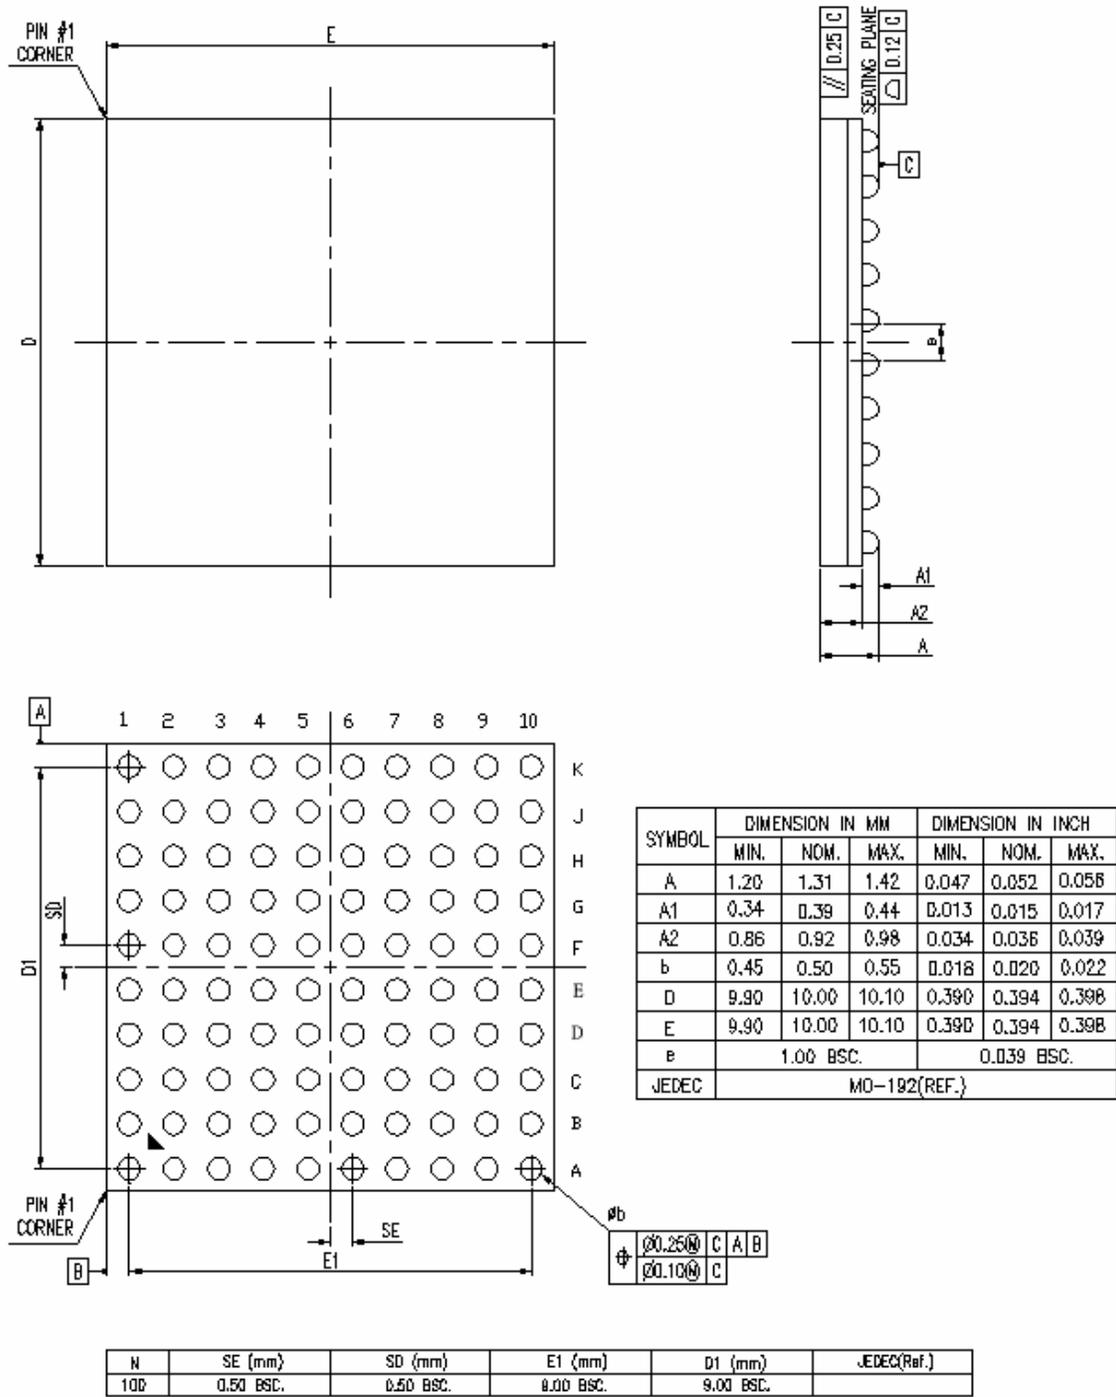 PIN #1
CORNER
E
D
// 0.25 C
SEATING PLANE
⌓ 0.12 C
C
e
A1
A2
A
A
1 2 3 4 5 6 7 8 9 10
K
J
H
G
F
E
D
C
B
A
SD
D1
PIN #1
CORNER
B
SE
E1
Øb
⌖ Ø0.25Ⓜ C A B
Ø0.10Ⓜ C
SYMBOL DIMENSION IN MM DIMENSION IN INCH
MIN. NOM. MAX. MIN. NOM. MAX.
A 1.20 1.31 1.42 0.047 0.052 0.056
A1 0.34 0.39 0.44 0.013 0.015 0.017
A2 0.86 0.92 0.98 0.034 0.036 0.039
b 0.45 0.50 0.55 0.018 0.020 0.022
D 9.90 10.00 10.10 0.390 0.394 0.398
E 9.90 10.00 10.10 0.390 0.394 0.398
e 1.00 BSC. 0.039 BSC.
JEDEC MO-192(REF.)
N SE (mm) SD (mm) E1 (mm) D1 (mm) JEDEC(Ref.)
100 0.50 BSC. 0.50 BSC. 9.00 BSC. 9.00 BSC.